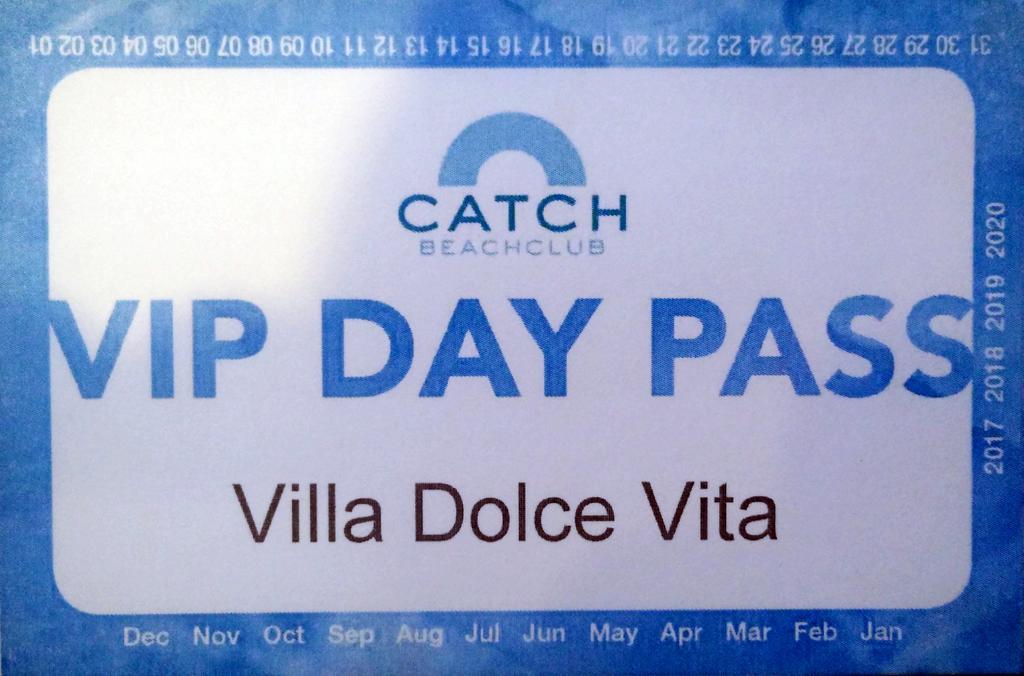 01 02 03 04 05 06 07 08 09 10 11 12 13 14 15 16 17 18 19 20 21 22 23 24 25 26 27 28 29 30 31
CATCH
BEACHCLUB
VIP DAY PASS
Villa Dolce Vita
2017 2018 2019 2020
Dec Nov Oct Sep Aug Jul Jun May Apr Mar Feb Jan